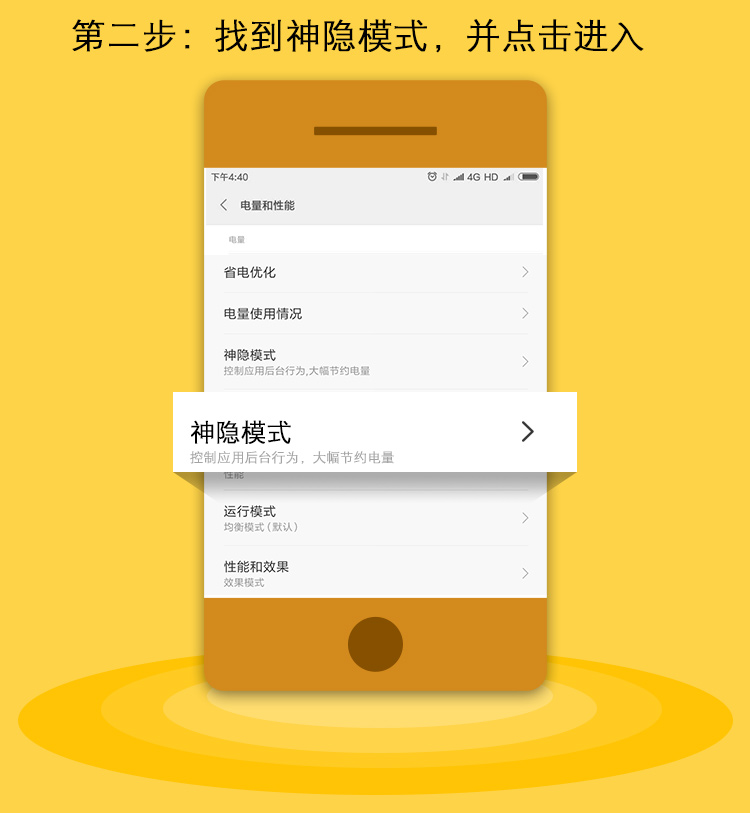 第二步：找到神隐模式，并点击进入
下午4:40
4G HD
电量和性能
电量
省电优化
电量使用情况
神隐模式
控制应用后台行为,大幅节约电量
神隐模式
控制应用后台行为，大幅节约电量
性能
运行模式
均衡模式 (默认)
性能和效果
效果模式